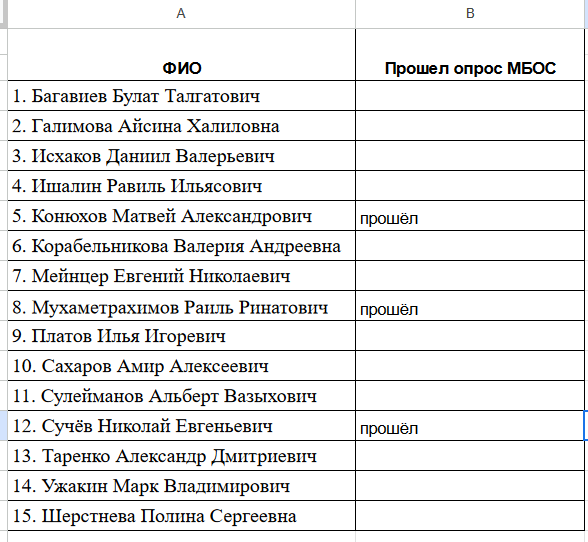 A B
ФИО Прошел опрос МБОС
1. Багавиев Булат Талгатович
2. Галимова Айсина Халиловна
3. Исхаков Даниил Валерьевич
4. Ишалин Равиль Ильясович
5. Конюхов Матвей Александрович прошёл
6. Корабельникова Валерия Андреевна
7. Мейнцер Евгений Николаевич
8. Мухаметрахимов Раиль Ринатович прошёл
9. Платов Илья Игоревич
10. Сахаров Амир Алексеевич
11. Сулейманов Альберт Вазыхович
12. Сучёв Николай Евгеньевич прошёл
13. Таренко Александр Дмитриевич
14. Ужакин Марк Владимирович
15. Шерстнева Полина Сергеевна